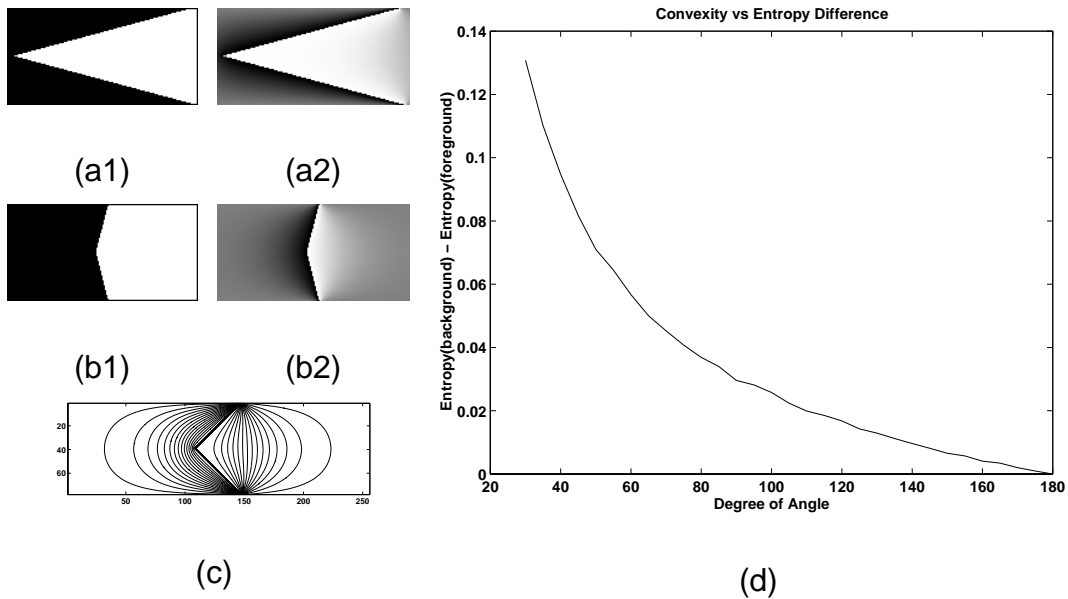 (a1)
(a2)
(b1)
(b2)
20
40
60
50
100
150
200
250
(c)
Convexity vs Entropy Difference
Entropy(background) − Entropy(foreground)
0.14
0.12
0.1
0.08
0.06
0.04
0.02
0
20
40
60
80
100
120
140
160
180
Degree of Angle
(d)